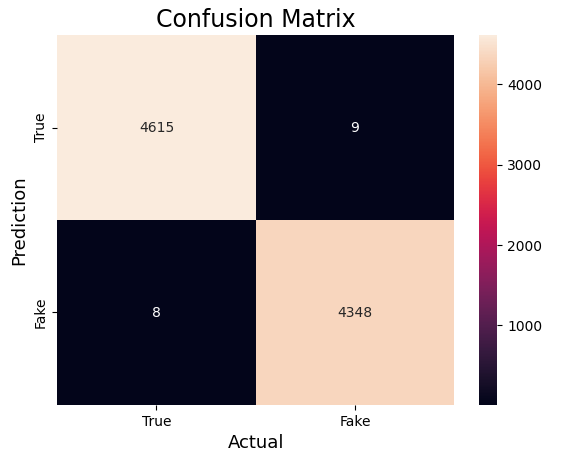 Confusion Matrix
Prediction
True
4615
9
Fake
8
4348
True
Fake
Actual
4000
3000
2000
1000